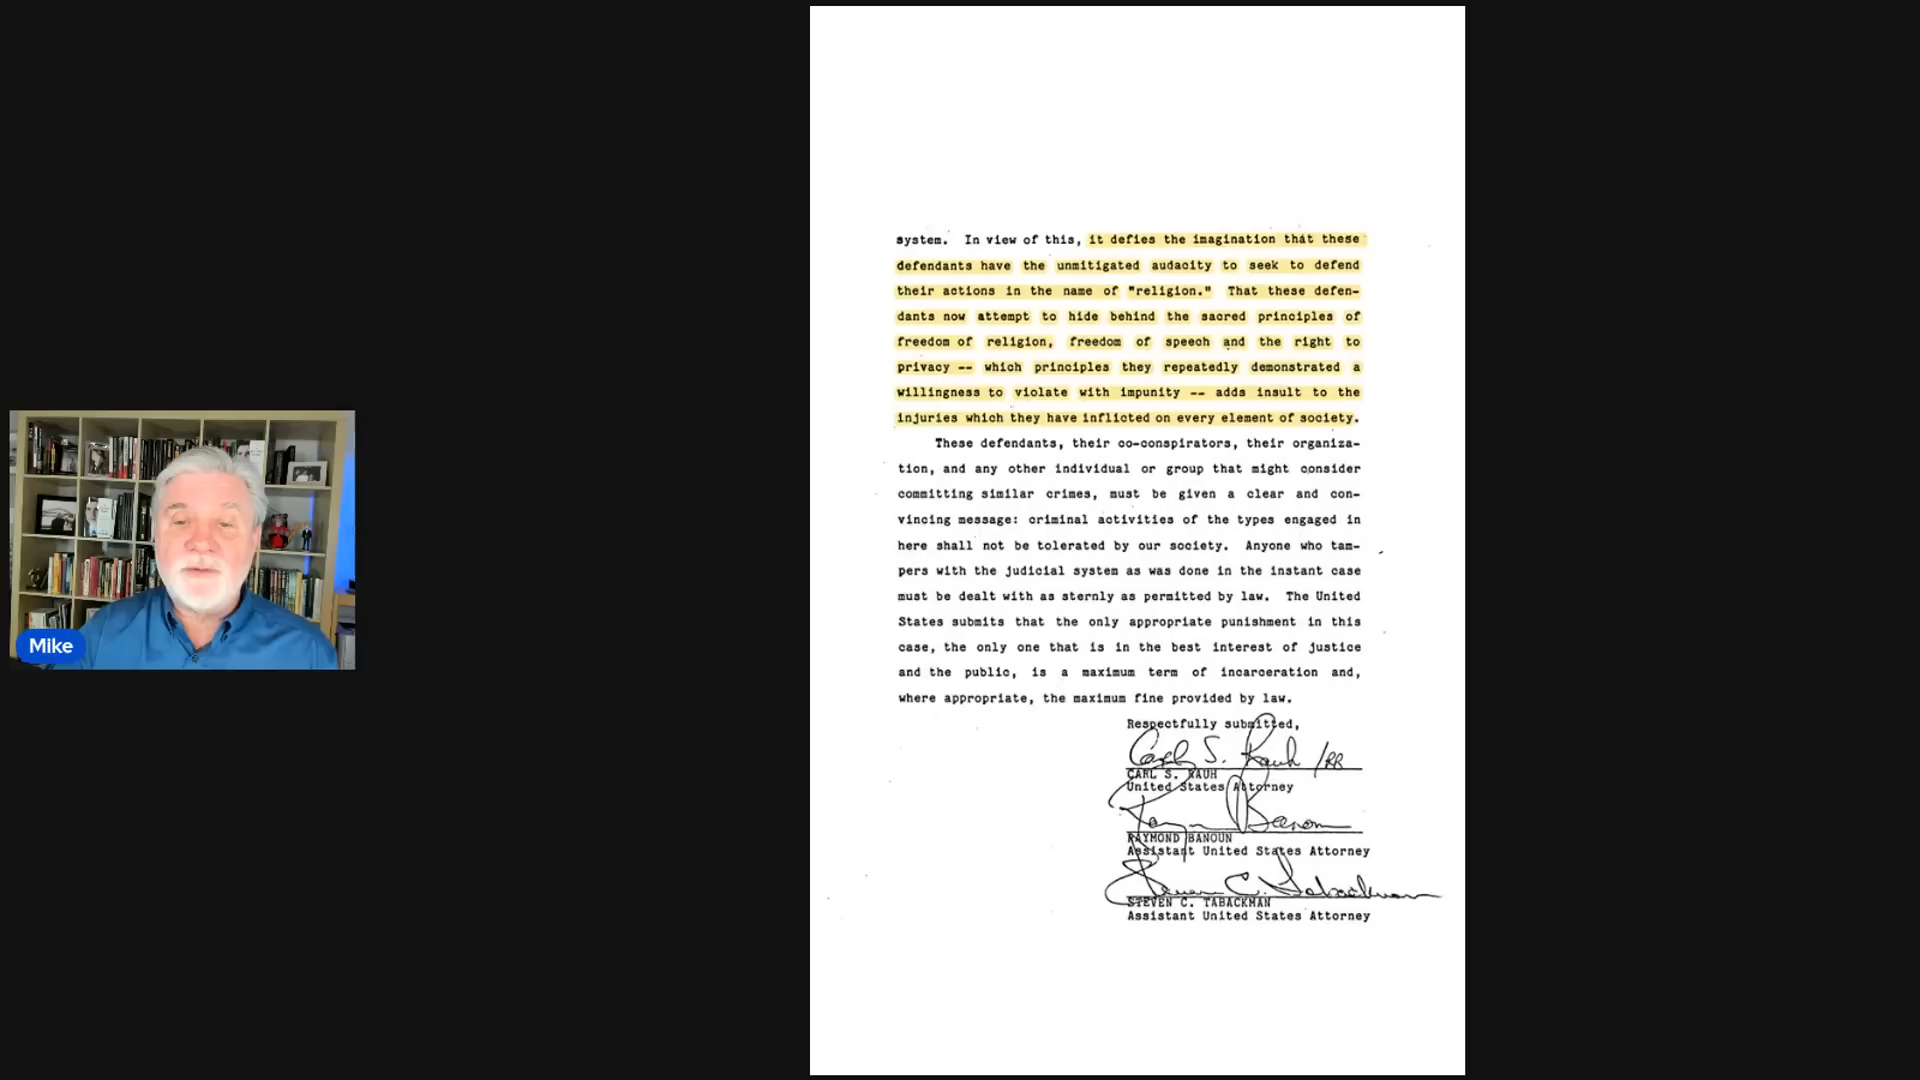 system. In view of this, it defies the imagination that these
defendants have the unmitigated audacity to seek to defend
their actions in the name of "religion." That these defen-
dants now attempt to hide behind the sacred principles of
freedom of religion, freedom of speech and the right to
privacy -- which principles they repeatedly demonstrated a
willingness to violate with impunity -- adds insult to the
injuries which they have inflicted on every element of society.
These defendants, their co-conspirators, their organiza-
tion, and any other individual or group that might consider
committing similar crimes, must be given a clear and con-
vincing message: criminal activities of the types engaged in
here shall not be tolerated by our society. Anyone who tam-
pers with the judicial system as was done in the instant case
must be dealt with as sternly as permitted by law. The United
States submits that the only appropriate punishment in this
case, the only one that is in the best interest of justice
and the public, is a maximum term of incarceration and,
where appropriate, the maximum fine provided by law.
Respectfully submitted,
Carl S. Rauh /RR
CARL S. RAUH
United States Attorney
Raymond Banoun
RAYMOND BANOUN
Assistant United States Attorney
Steven C. Tabackman
STEVEN C. TABACKMAN
Assistant United States Attorney
Mike